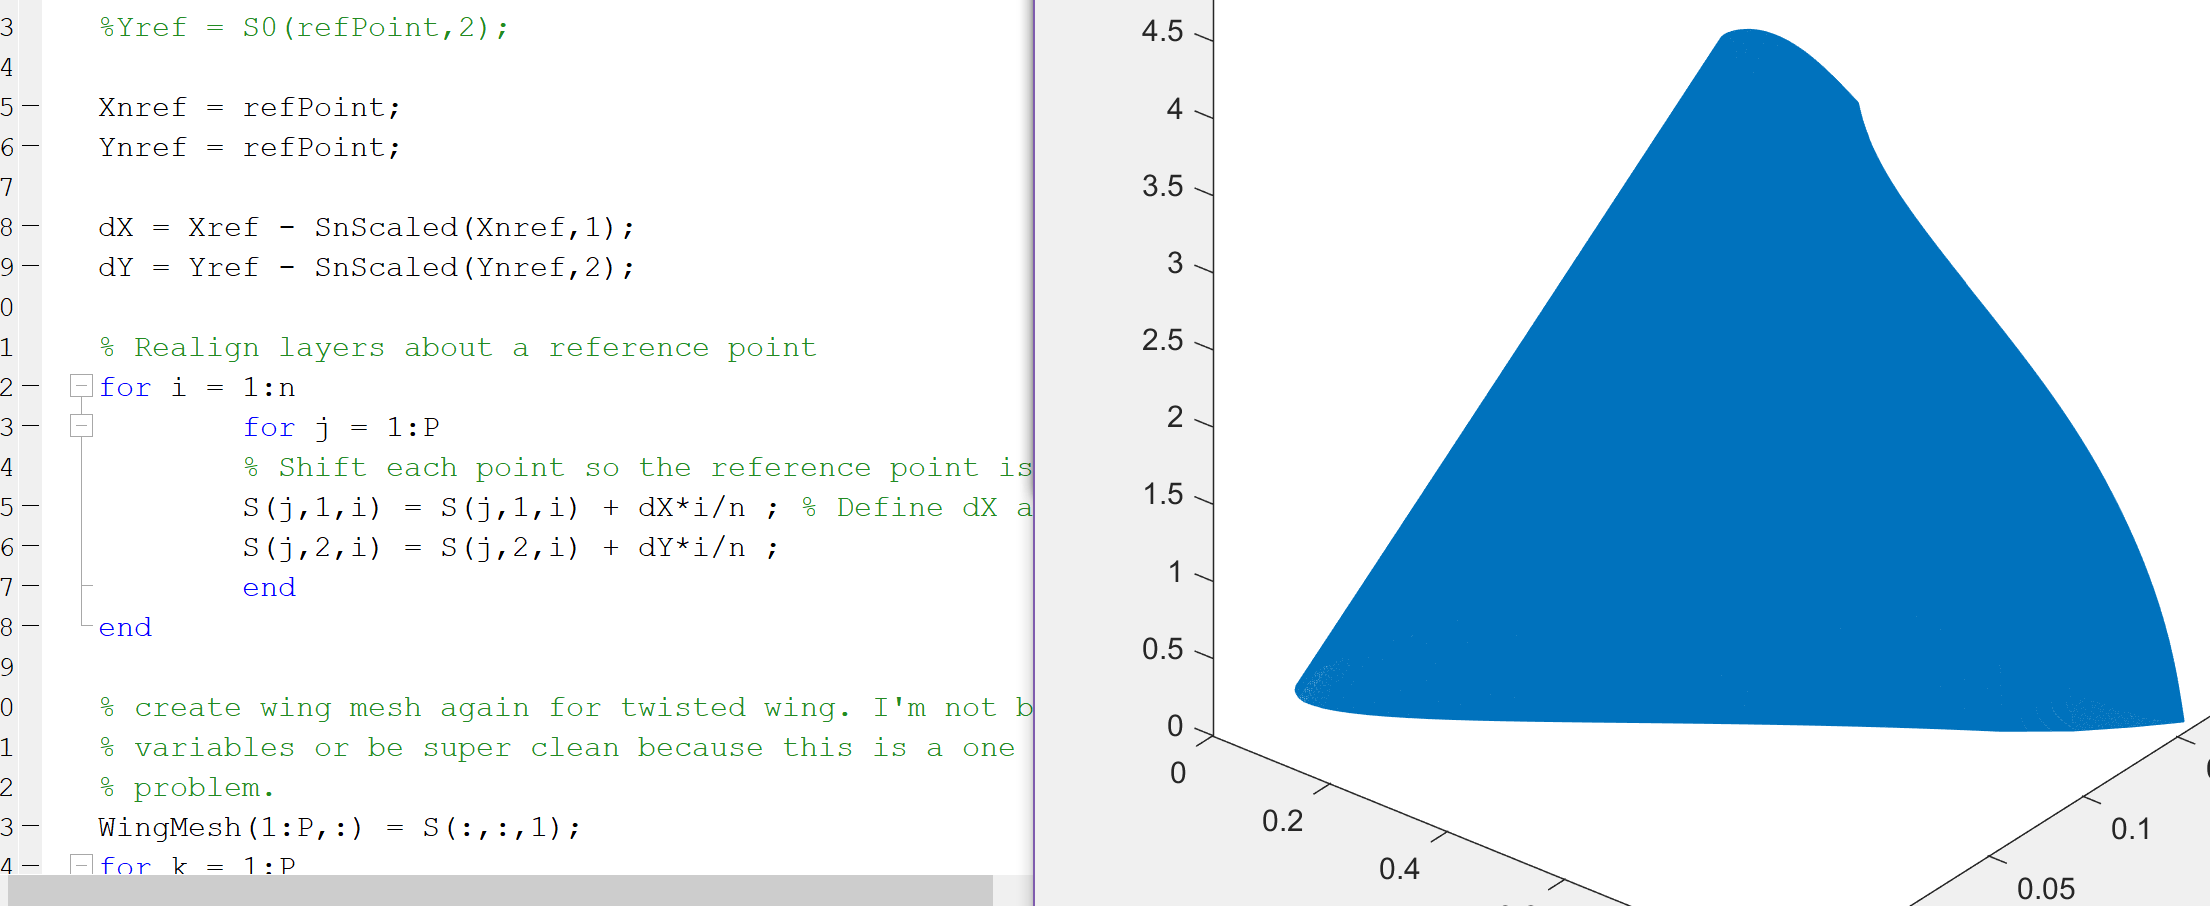 3 %Yref = S0(refPoint,2);
4
5 Xnref = refPoint;
6 Ynref = refPoint;
7
8 dX = Xref - SnScaled(Xnref,1);
9 dY = Yref - SnScaled(Ynref,2);
0
1 % Realign layers about a reference point
2 for i = 1:n
3 for j = 1:P
4 % Shift each point so the reference point is
5 S(j,1,i) = S(j,1,i) + dX*i/n ; % Define dX a
6 S(j,2,i) = S(j,2,i) + dY*i/n ;
7 end
8 end
9
0 % create wing mesh again for twisted wing. I'm not b
1 % variables or be super clean because this is a one
2 % problem.
3 WingMesh(1:P,:) = S(:,:,1);
4 for k = 1:P
4.5
4
3.5
3
2.5
2
1.5
1
0.5
0
0
0.2
0.4
0.1
0.05